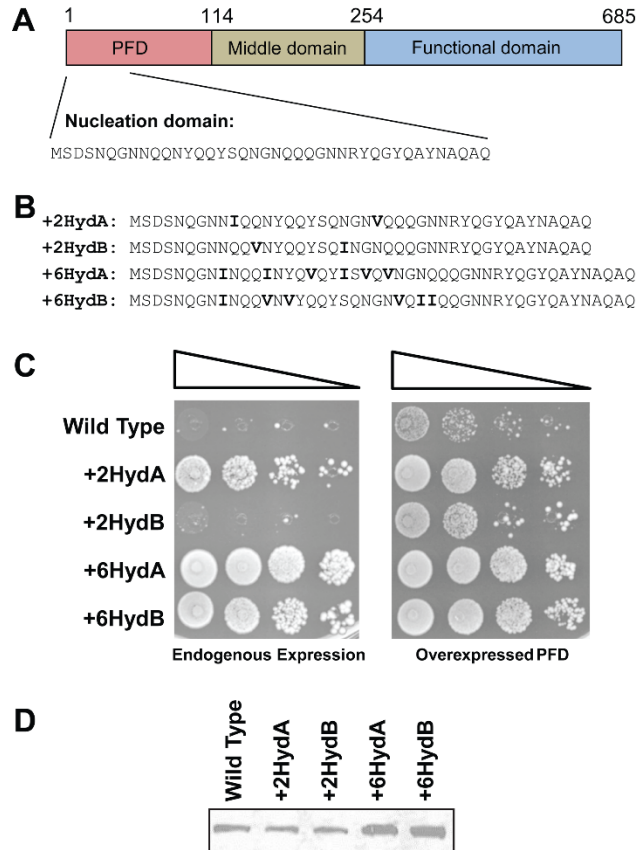 A
1 114 254 685
PFD Middle domain Functional domain
Nucleation domain:
MSDSNQGNNQQNYQQYSQNGNQQQGNNRYQGYQAYNAQAQ
B
+2HydA: MSDSNQGNNIQQNYQQYSQNGNVQQQGNNRYQGYQAYNAQAQ
+2HydB: MSDSNQGNNQQVNYQQYSQINGNQQQGNNRYQGYQAYNAQAQ
+6HydA: MSDSNQGNINQQINYQVQYISVQVNGNQQQGNNRYQGYQAYNAQAQ
+6HydB: MSDSNQGNINQQVNVYQQYSQNGNVQIIQQGNNRYQGYQAYNAQAQ
C
Wild Type
+2HydA
+2HydB
+6HydA
+6HydB
Endogenous Expression
Overexpressed PFD
D
Wild Type
+2HydA
+2HydB
+6HydA
+6HydB